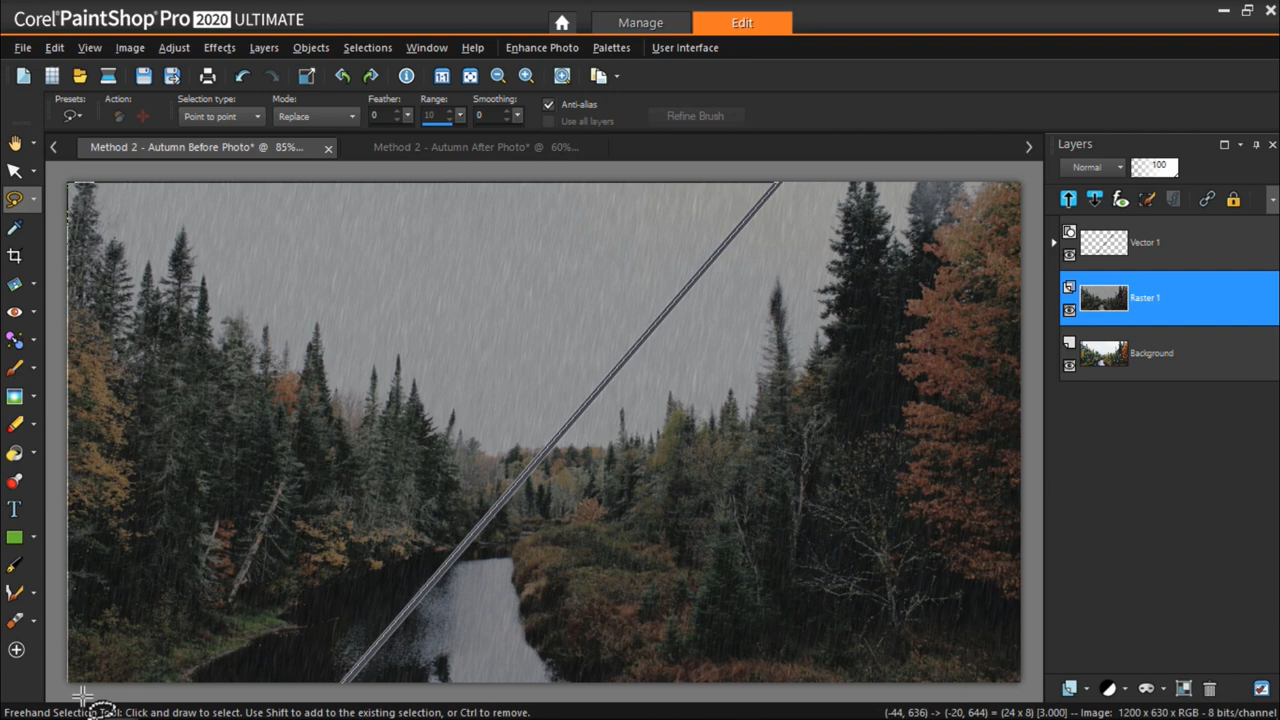 Corel PaintShop Pro 2020 ULTIMATE
Manage
Edit
File Edit View Image Adjust Effects Layers Objects Selections Window Help Enhance Photo Palettes User Interface
Presets: Action: Selection type: Mode: Feather: Range: Smoothing:
Point to point Replace 0 10 0
Anti-alias
Use all layers
Refine Brush
Method 2 - Autumn Before Photo* @ 85%...
Method 2 - Autumn After Photo* @ 60%...
Layers
Normal 100
Vector 1
Raster 1
Background
T
Freehand Selection Tool: Click and draw to select. Use Shift to add to the existing selection, or Ctrl to remove.
(-44, 636) -> (-20, 644) = (24 x 8) [3.000] -- Image: 1200 x 630 x RGB - 8 bits/channel